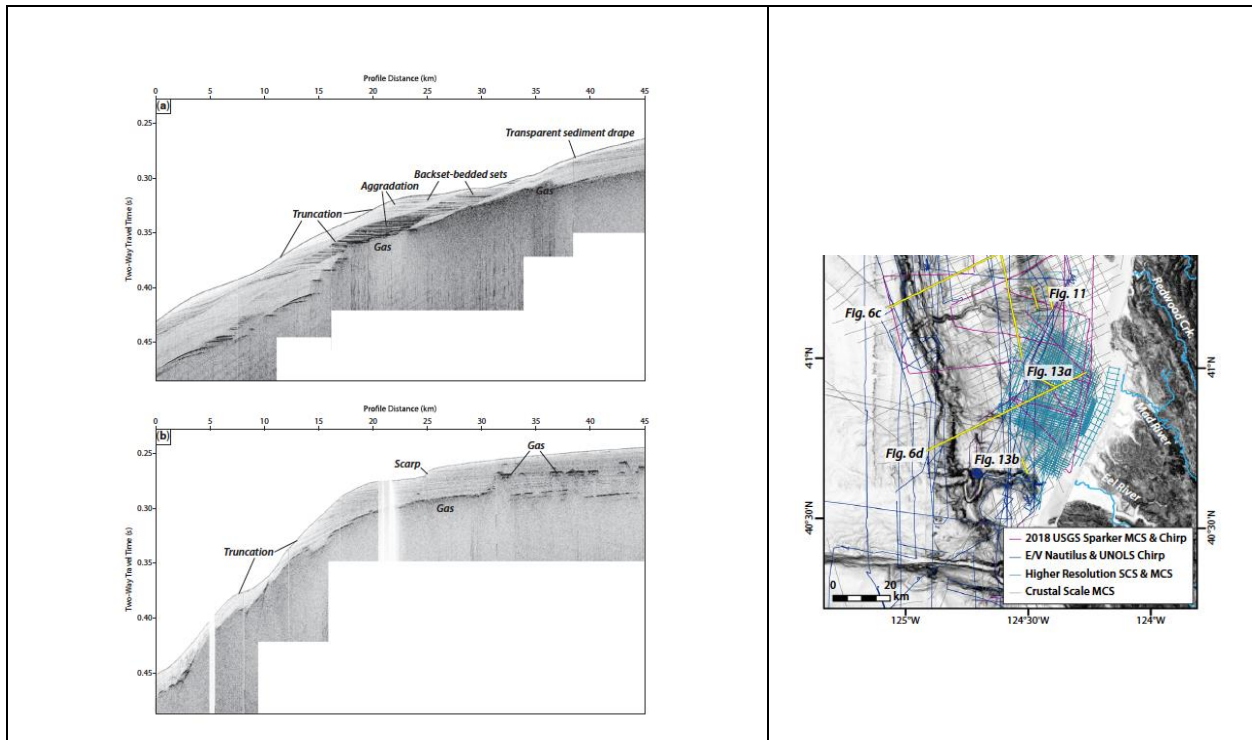 Profile Distance (km)
0 5 10 15 20 25 30 35 40 45
(a)
0.25
0.30
0.35
0.40
0.45
Two-Way Travel Time (s)
Transparent sediment drape
Backset-bedded sets
Aggradation
Truncation
Gas
Gas
Profile Distance (km)
0 5 10 15 20 25 30 35 40 45
(b)
0.25
0.30
0.35
0.40
0.45
Two-Way Travel Time (s)
Gas
Scarp
Gas
Truncation
Fig. 6c
Fig. 11
Redwood Crk.
41°N
41°N
Fig. 13a
Mad River
Fig. 6d
Fig. 13b
Eel River
40°30'N
40°30'N
2018 USGS Sparker MCS & Chirp
E/V Nautilus & UNOLS Chirp
Higher Resolution SCS & MCS
Crustal Scale MCS
0 20
km
125°W 124°30'W 124°W